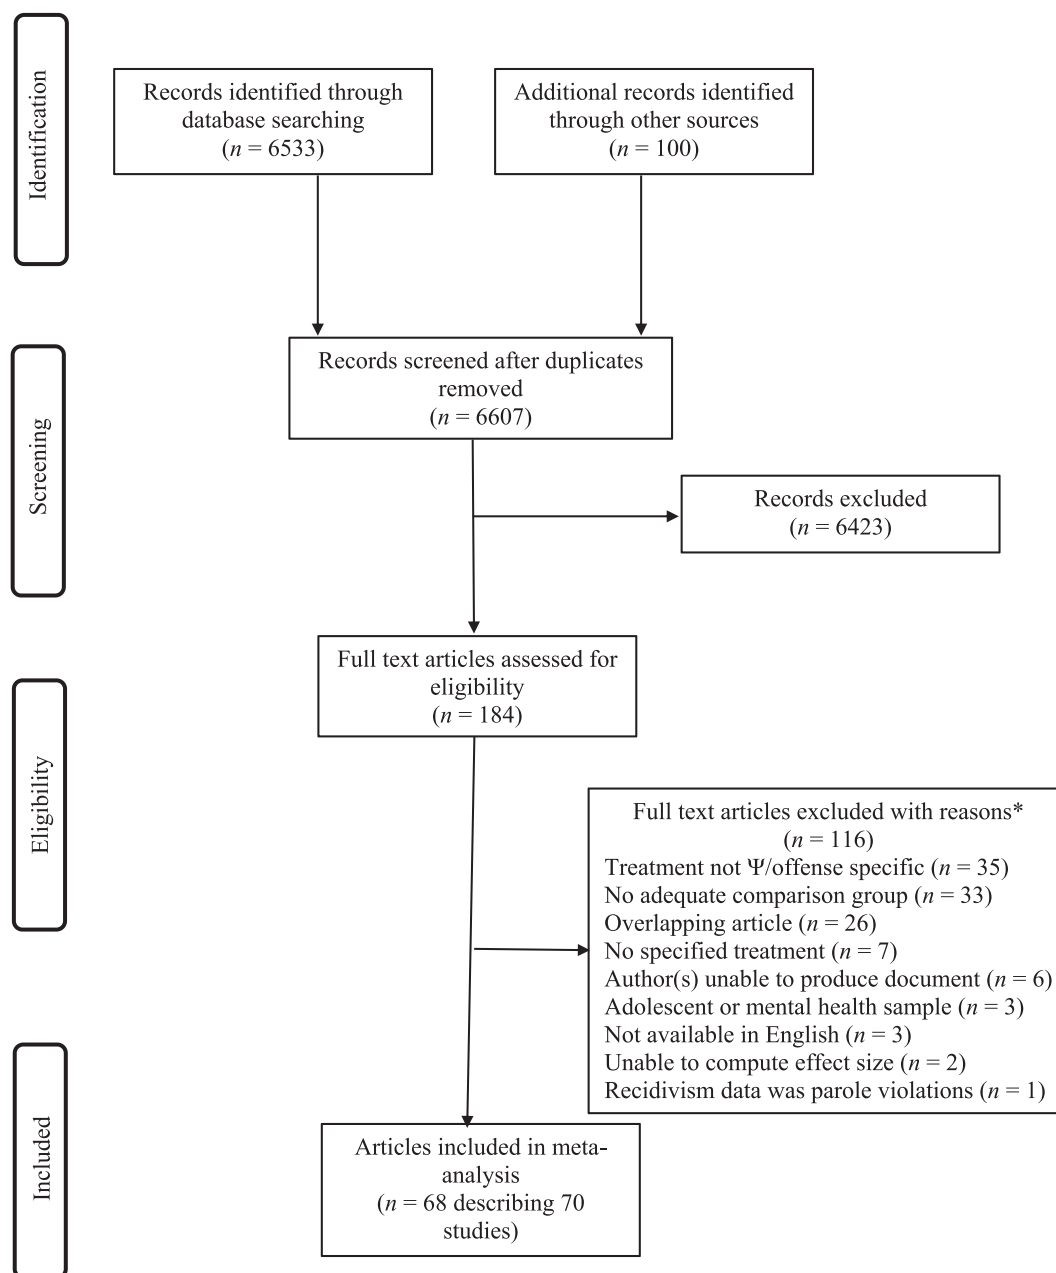 Identification
Records identified through
database searching
(n = 6533)
Additional records identified
through other sources
(n = 100)
Screening
Records screened after duplicates
removed
(n = 6607)
Records excluded
(n = 6423)
Eligibility
Full text articles assessed for
eligibility
(n = 184)
Full text articles excluded with reasons*
(n = 116)
Treatment not Ψ/offense specific (n = 35)
No adequate comparison group (n = 33)
Overlapping article (n = 26)
No specified treatment (n = 7)
Author(s) unable to produce document (n = 6)
Adolescent or mental health sample (n = 3)
Not available in English (n = 3)
Unable to compute effect size (n = 2)
Recidivism data was parole violations (n = 1)
Included
Articles included in meta-
analysis
(n = 68 describing 70
studies)